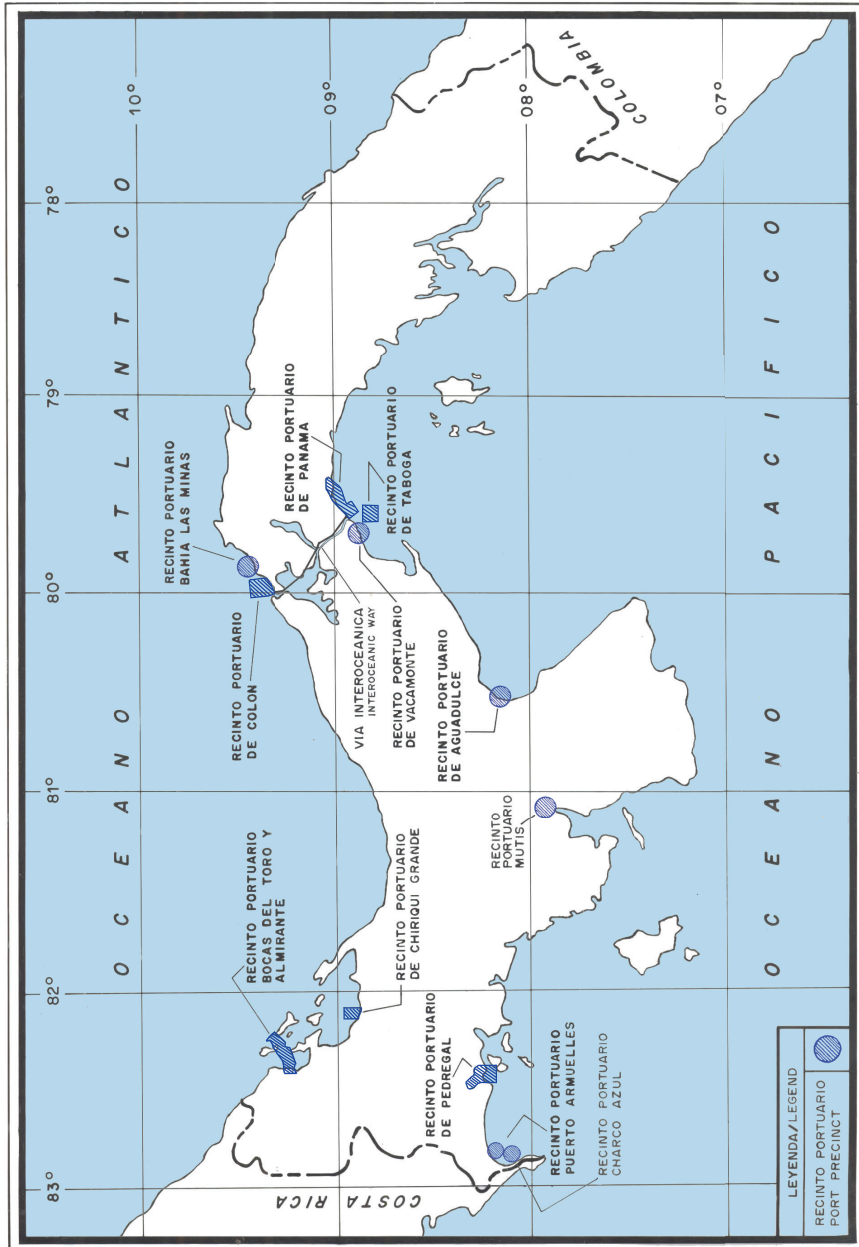 83°
82°
81°
80°
79°
78°
10°
09°
08°
07°
OCEANO ATLANTICO
RECINTO PORTUARIO
BOCAS DEL TORO Y
ALMIRANTE
RECINTO PORTUARIO
DE CHIRIQUI GRANDE
RECINTO PORTUARIO
DE COLON
RECINTO PORTUARIO
BAHIA LAS MINAS
RECINTO PORTUARIO
DE PANAMA
RECINTO PORTUARIO
DE TABOGA
VIA INTEROCEANICA
INTEROCEANIC WAY
RECINTO PORTUARIO
DE VACAMONTE
RECINTO PORTUARIO
DE AGUADULCE
RECINTO
PORTUARIO
MUTIS
RECINTO PORTUARIO
DE PEDREGAL
RECINTO PORTUARIO
PUERTO ARMUELLES
RECINTO PORTUARIO
CHARCO AZUL
COSTA RICA
COLOMBIA
OCEANO PACIFICO
LEYENDA/LEGEND
RECINTO PORTUARIO
PORT PRECINCT